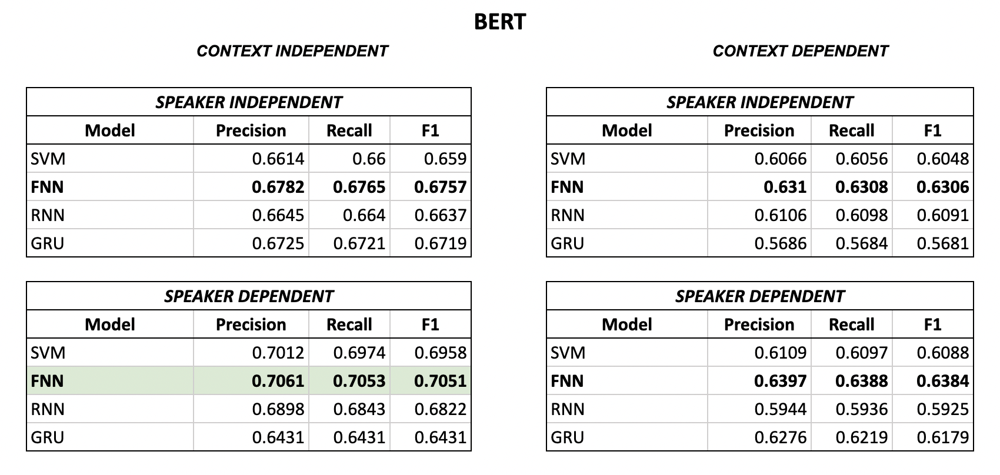 BERT
CONTEXT INDEPENDENT
CONTEXT DEPENDENT
SPEAKER INDEPENDENT
Model Precision Recall F1
SVM 0.6614 0.66 0.659
FNN 0.6782 0.6765 0.6757
RNN 0.6645 0.664 0.6637
GRU 0.6725 0.6721 0.6719
SPEAKER INDEPENDENT
Model Precision Recall F1
SVM 0.6066 0.6056 0.6048
FNN 0.631 0.6308 0.6306
RNN 0.6106 0.6098 0.6091
GRU 0.5686 0.5684 0.5681
SPEAKER DEPENDENT
Model Precision Recall F1
SVM 0.7012 0.6974 0.6958
FNN 0.7061 0.7053 0.7051
RNN 0.6898 0.6843 0.6822
GRU 0.6431 0.6431 0.6431
SPEAKER DEPENDENT
Model Precision Recall F1
SVM 0.6109 0.6097 0.6088
FNN 0.6397 0.6388 0.6384
RNN 0.5944 0.5936 0.5925
GRU 0.6276 0.6219 0.6179